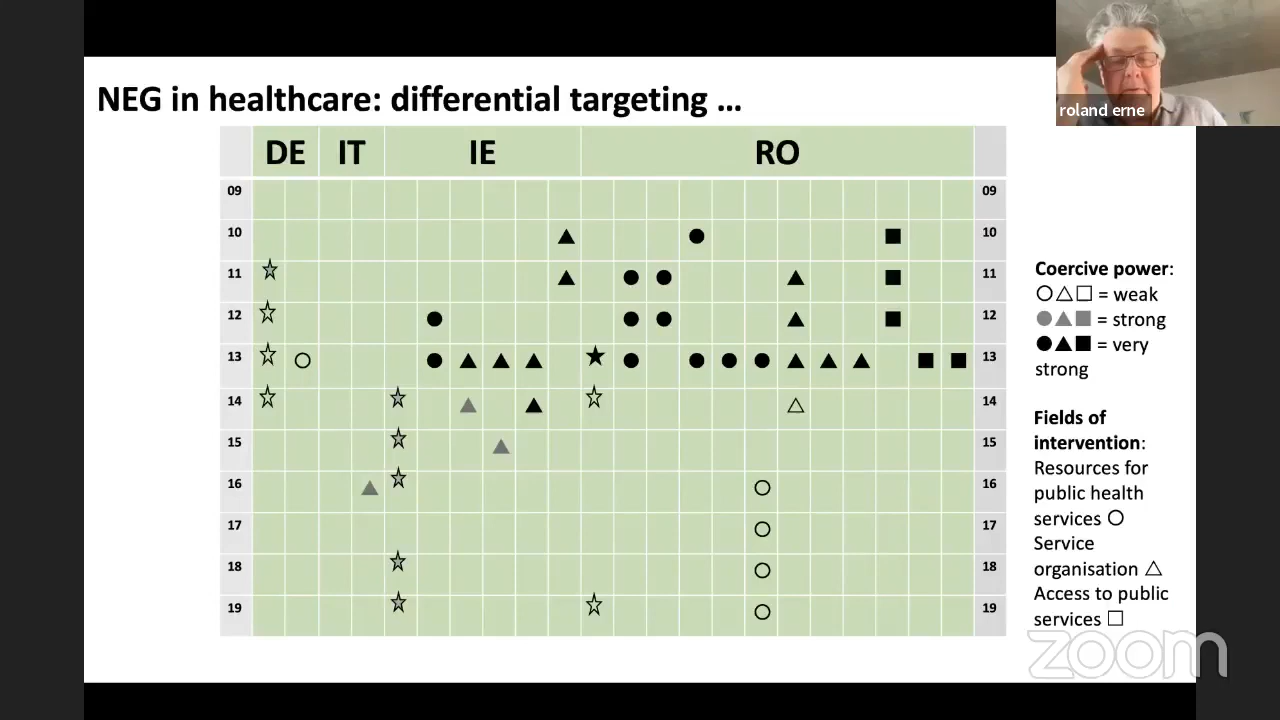 NEG in healthcare: differential targeting ...
roland erne
DE IT IE RO
09 09
10 10
11 11
12 12
13 13
14 14
15 15
16 16
17 17
18 18
19 19
Coercive power:
○△□ = weak
●▲■ = strong
●▲■ = very
strong
Fields of
intervention:
Resources for
public health
services ○
Service
organisation △
Access to public
services □
zoom